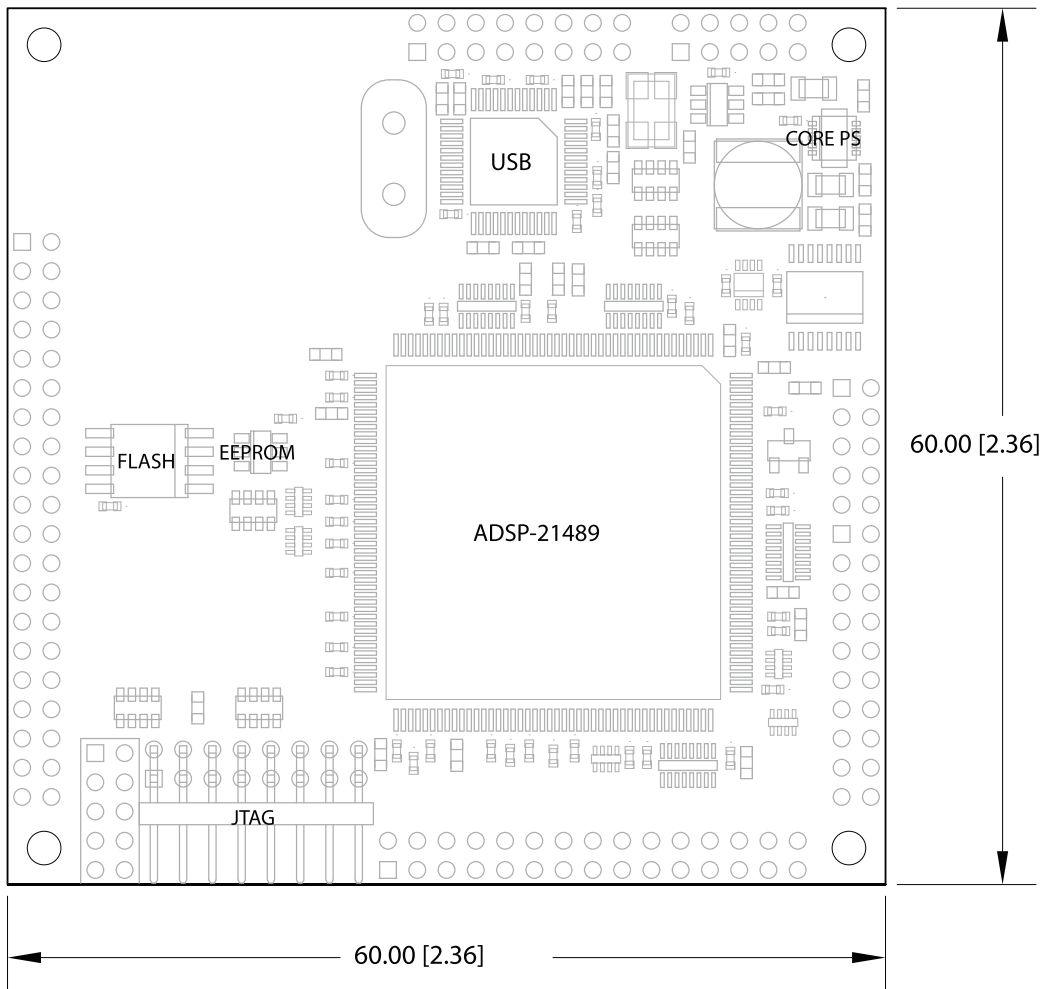 USB
CORE PS
60.00 [2.36]
FLASH
EEPROM
ADSP-21489
JTAG
60.00 [2.36]